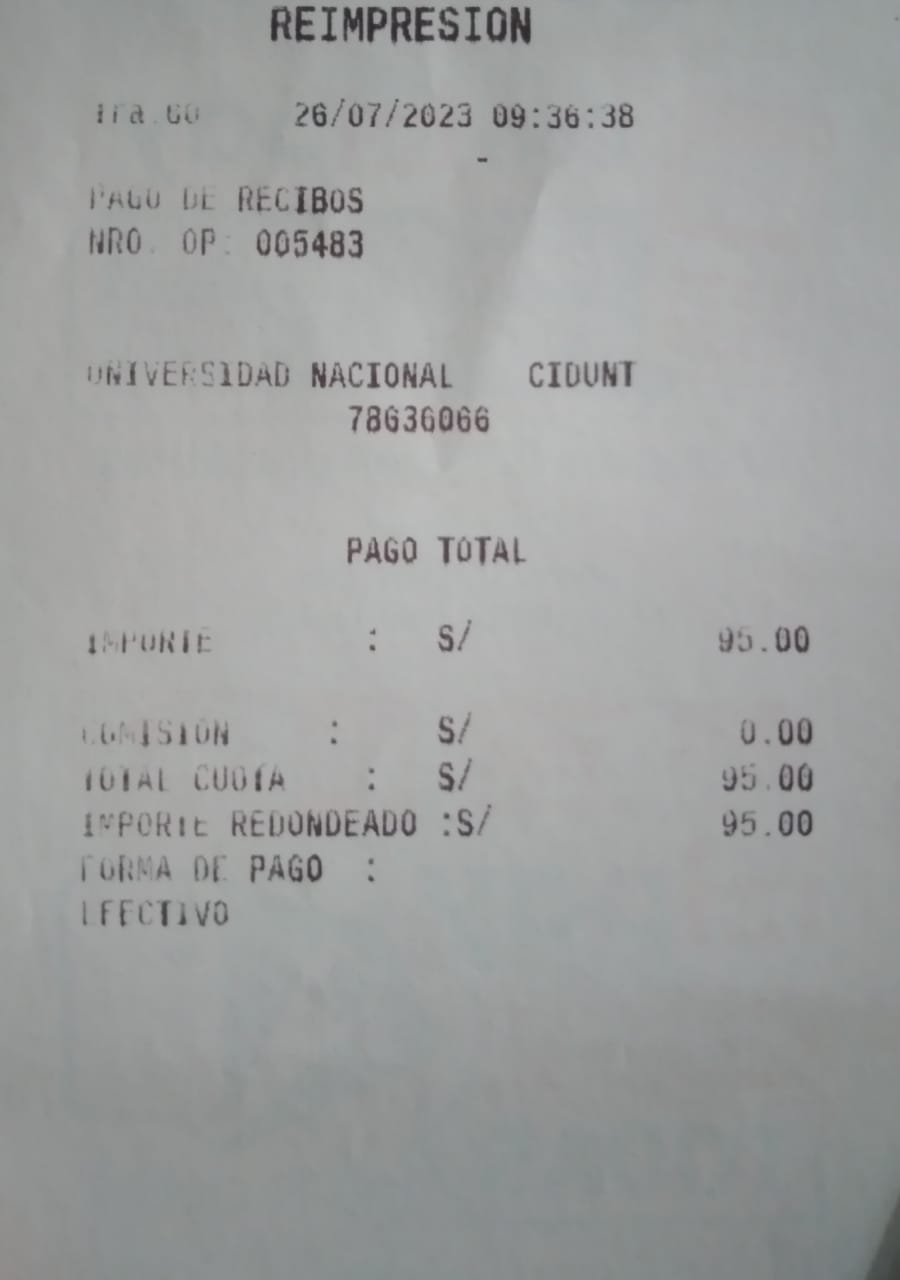 REIMPRESION
26/07/2023 09:36:38
-
PAGO DE RECIBOS
NRO. OP: 005483
UNIVERSIDAD NACIONAL CIDUNT
78636066
PAGO TOTAL
IMPORTE : S/ 95.00
COMISION : S/ 0.00
TOTAL CUOTA : S/ 95.00
IMPORTE REDONDEADO :S/ 95.00
FORMA DE PAGO :
EFECTIVO